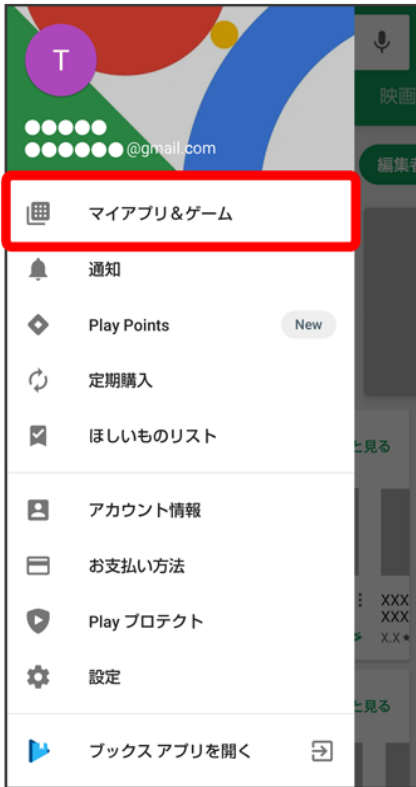 T
@gmail.com
マイアプリ＆ゲーム
通知
Play Points
New
定期購入
ほしいものリスト
アカウント情報
お支払い方法
Play プロテクト
設定
ブックス アプリを開く
映画
編集者
と見る
XXX
XXX
X.X★
と見る